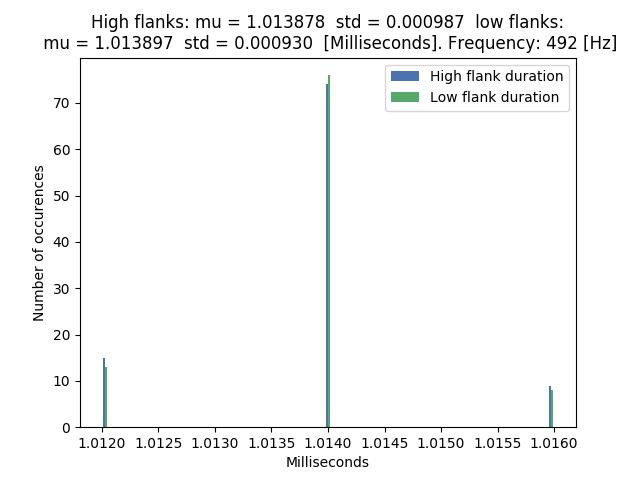 High flanks: mu = 1.013878  std = 0.000987  low flanks:
mu = 1.013897  std = 0.000930  [Milliseconds]. Frequency: 492 [Hz]
High flank duration
Low flank duration
Number of occurences
70
60
50
40
30
20
10
0
1.0120 1.0125 1.0130 1.0135 1.0140 1.0145 1.0150 1.0155 1.0160
Milliseconds